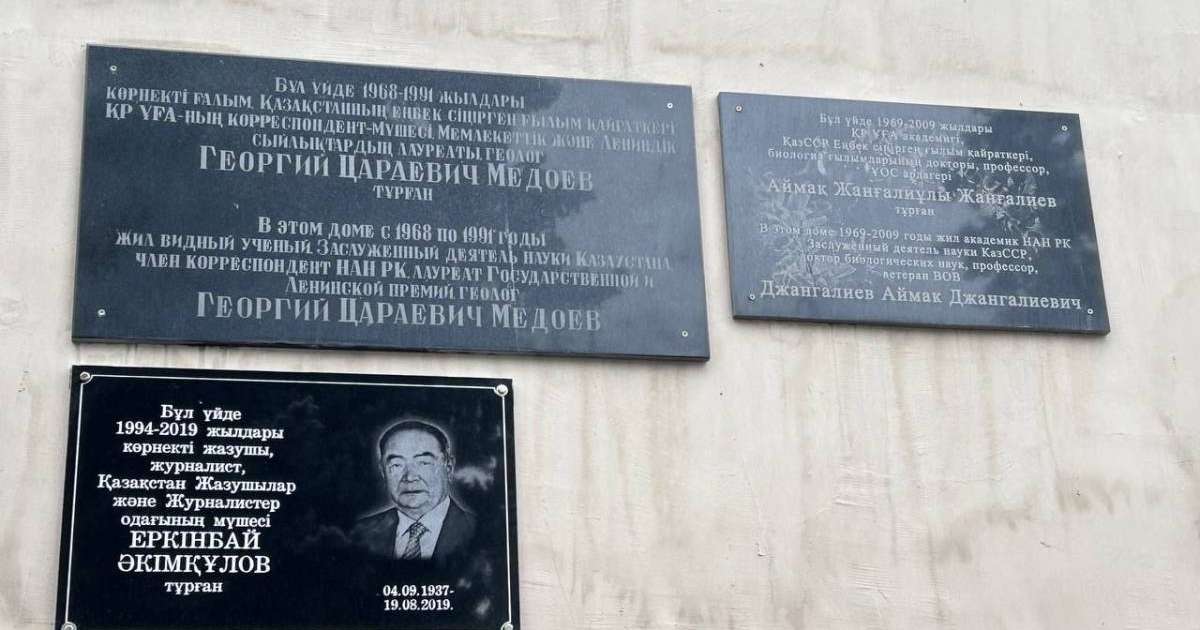 Бұл үйде 1968-1991 жылдары
көрнекті ғалым, Қазақстанның еңбек сіңірген ғылым қайраткері
ҚР ҰҒА-ның корреспондент-мүшесі Мемлекеттік және Лениндік
сыйлықтардың лауреаты, геолог
Георгий Цараевич Медоев
тұрған
В этом доме с 1968 по 1991 годы
жил видный ученый, Заслуженный деятель науки Казахстана
член корреспондент НАН РК, лауреат Государственной и
Ленинской премий геолог
Георгий Цараевич Медоев
Бұл үйде 1969-2009 жылдары
ҚР ҰҒА академигі,
ҚазССР Еңбек сіңірген ғылым қайраткері,
биология ғылымдарының докторы, профессор,
ҰОС ардагері
Аймақ Жанғалиұлы Жанғалиев
тұрған
В этом доме 1969-2009 годы жил академик НАН РК
Заслуженный деятель науки КазССР,
доктор биологических наук, профессор,
ветеран ВОВ
Джангалиев Аймак Джангалиевич
Бұл үйде
1994-2019 жылдары
көрнекті жазушы,
журналист,
Қазақстан Жазушылар
және Журналистер
одағының мүшесі
ЕРКІНБАЙ
ӘКІМҚҰЛОВ
тұрған
04.09.1937-
19.08.2019.